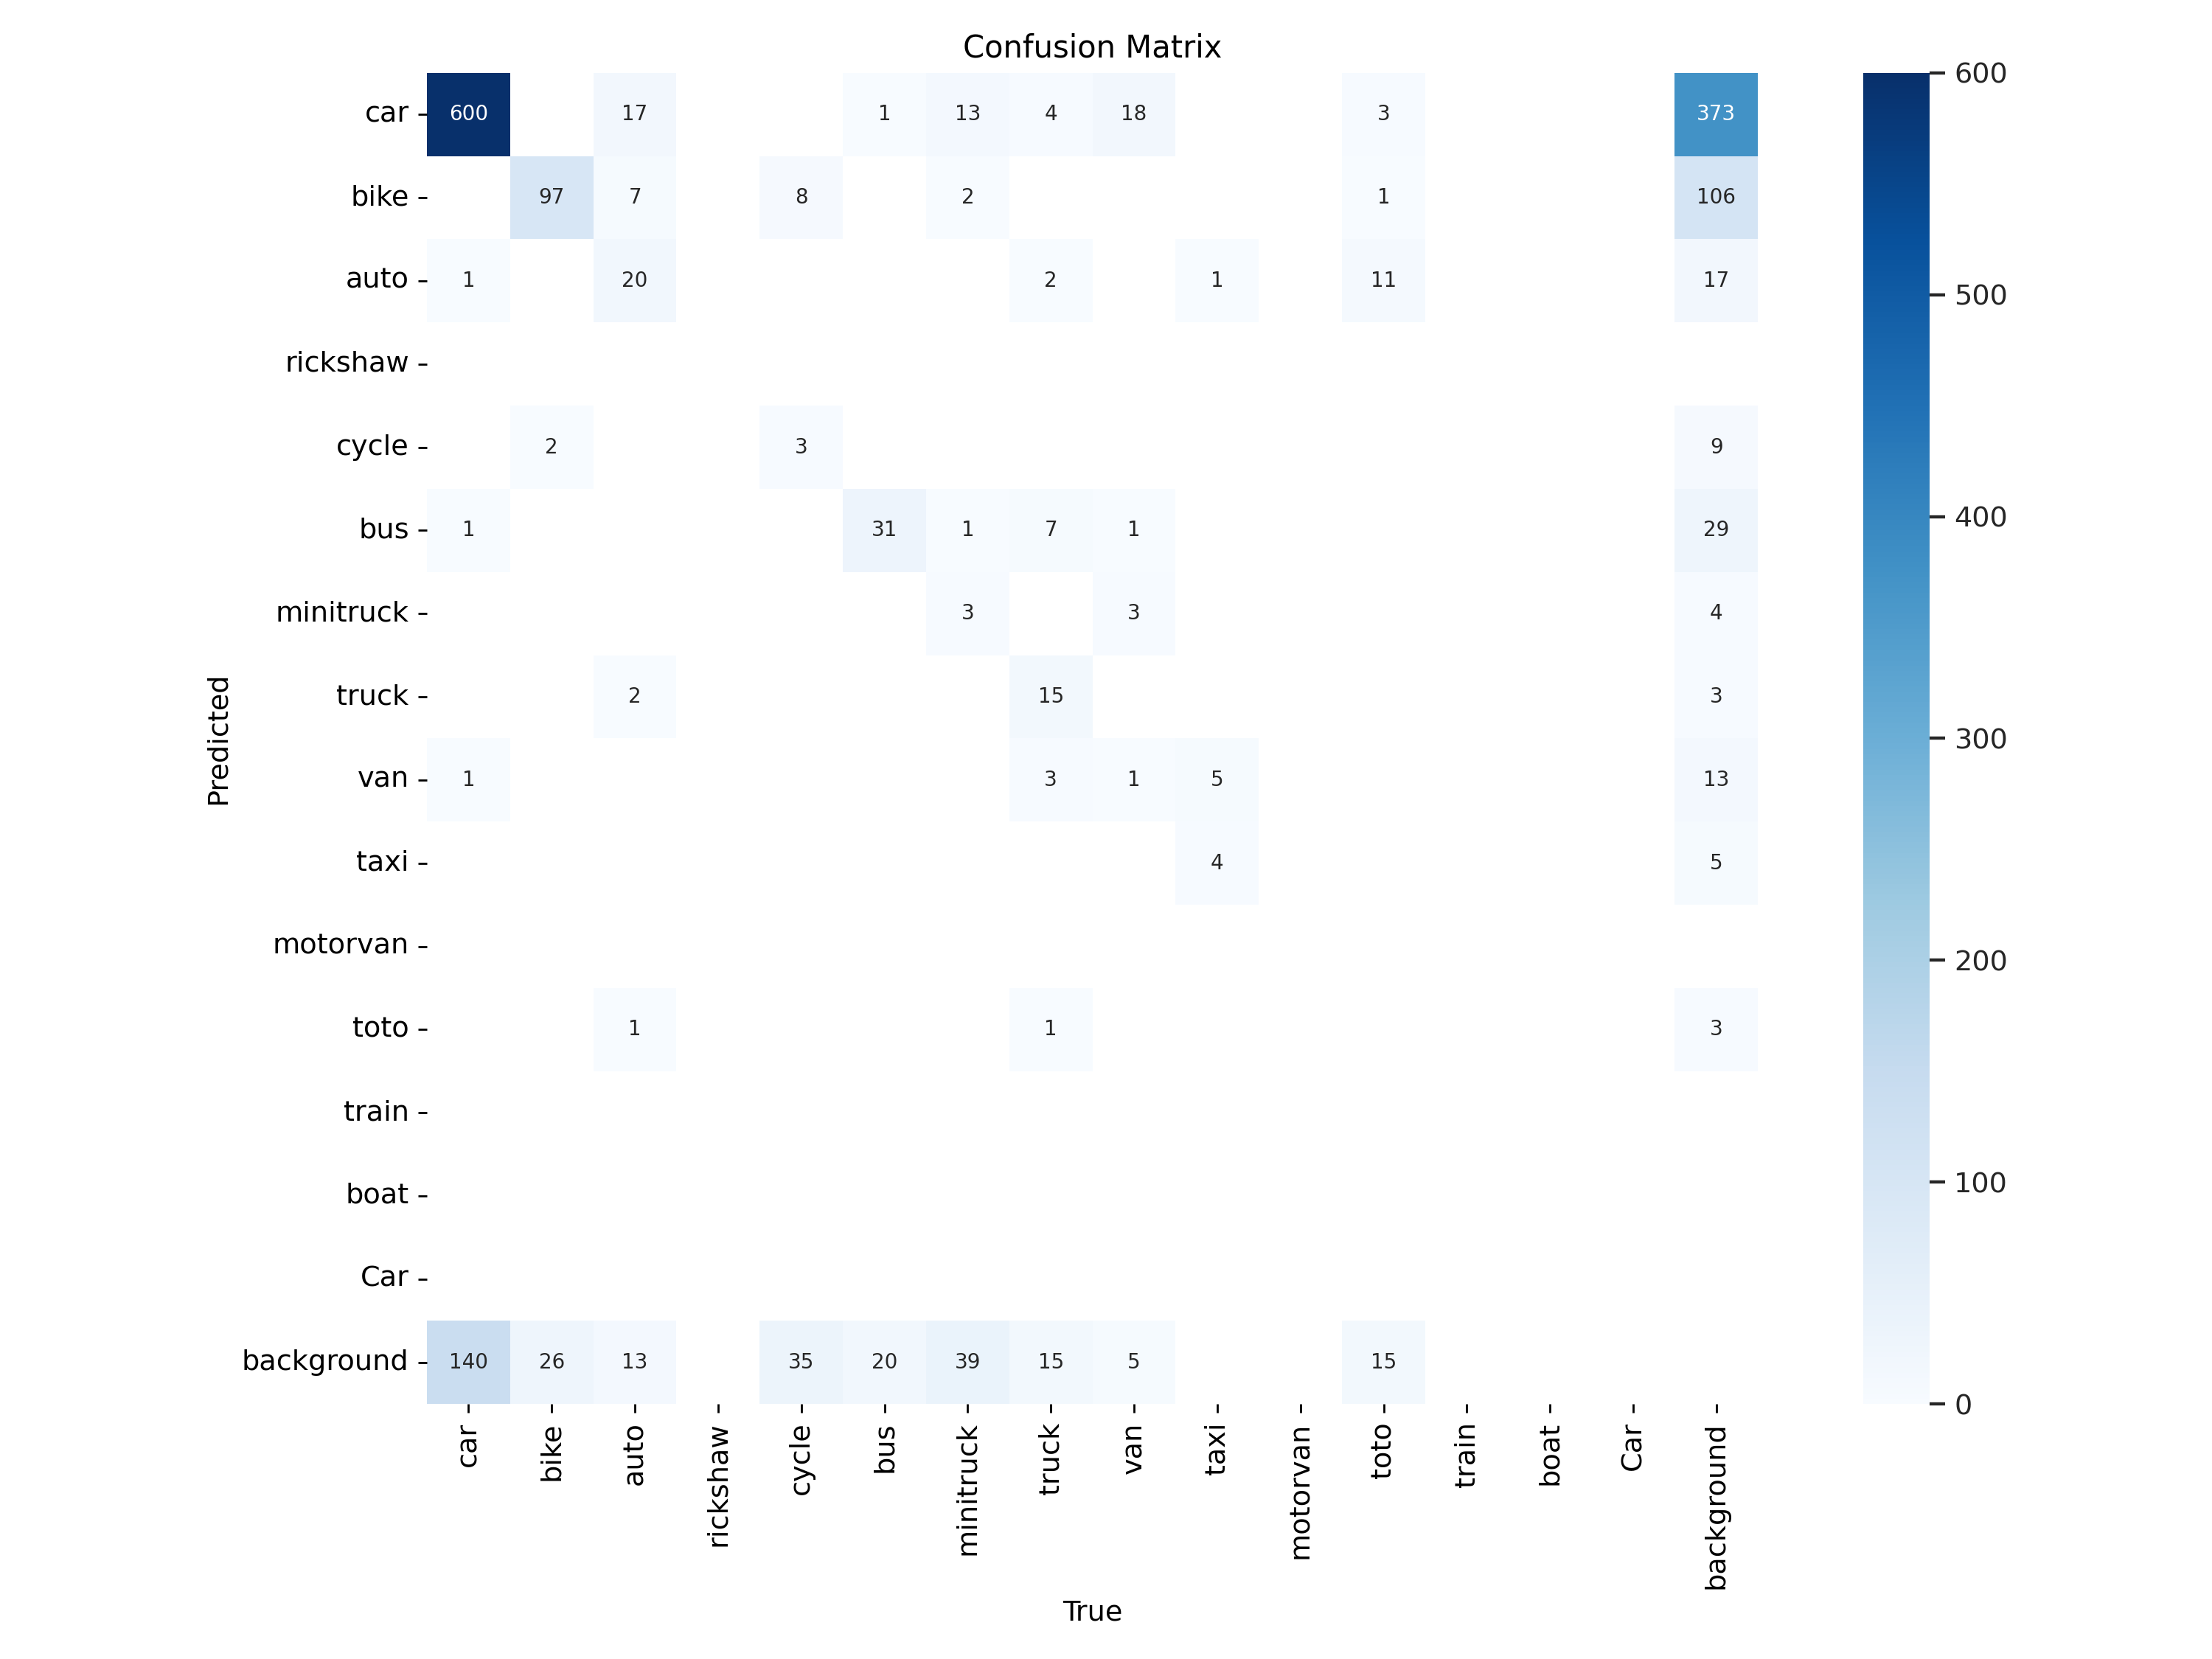 Confusion Matrix
car 600 17 1 13 4 18 3 373 600
bike 97 7 8 2 1 106
auto 1 20 2 1 11 17 500
rickshaw
cycle 2 3 9
bus 1 31 1 7 1 29 400
minitruck 3 3 4
truck 2 15 3
van 1 3 1 5 13 300
taxi 4 5
motorvan 200
toto 1 1 3
train
boat 100
Car
background 140 26 13 35 20 39 15 5 15 0
Predicted
car bike auto rickshaw cycle bus minitruck truck van taxi motorvan toto train boat Car background
True